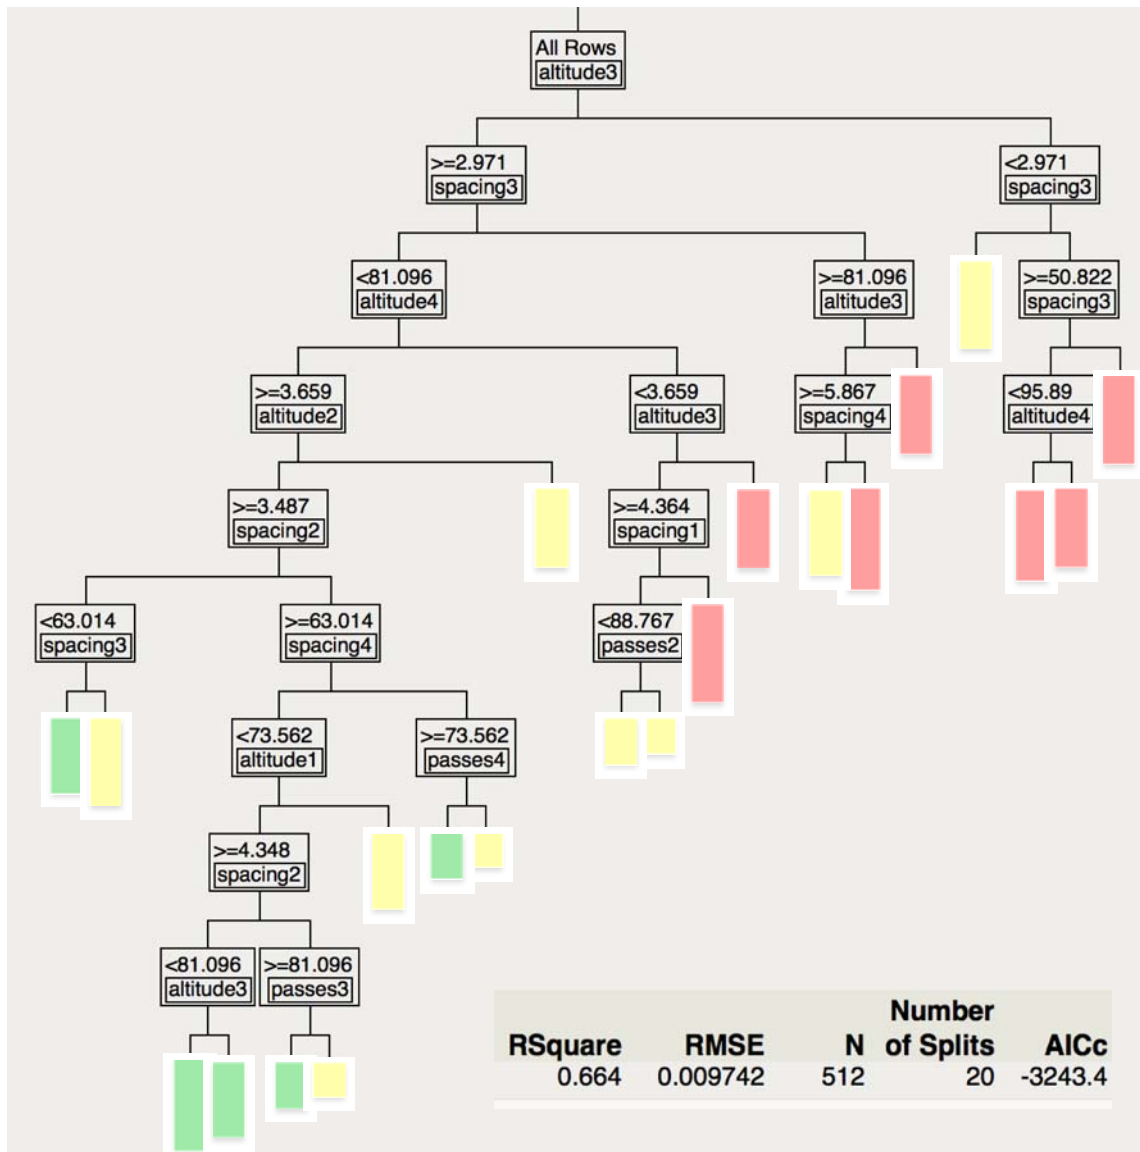 All Rows
altitude3
>=2.971
spacing3
<2.971
spacing3
<81.096
altitude4
>=81.096
altitude3
>=50.822
spacing3
>=3.659
altitude2
<3.659
altitude3
>=5.867
spacing4
<95.89
altitude4
>=3.487
spacing2
>=4.364
spacing1
<63.014
spacing3
>=63.014
spacing4
<88.767
passes2
<73.562
altitude1
>=73.562
passes4
>=4.348
spacing2
<81.096
altitude3
>=81.096
passes3
Number
RSquare RMSE N of Splits AICc
0.664 0.009742 512 20 -3243.4